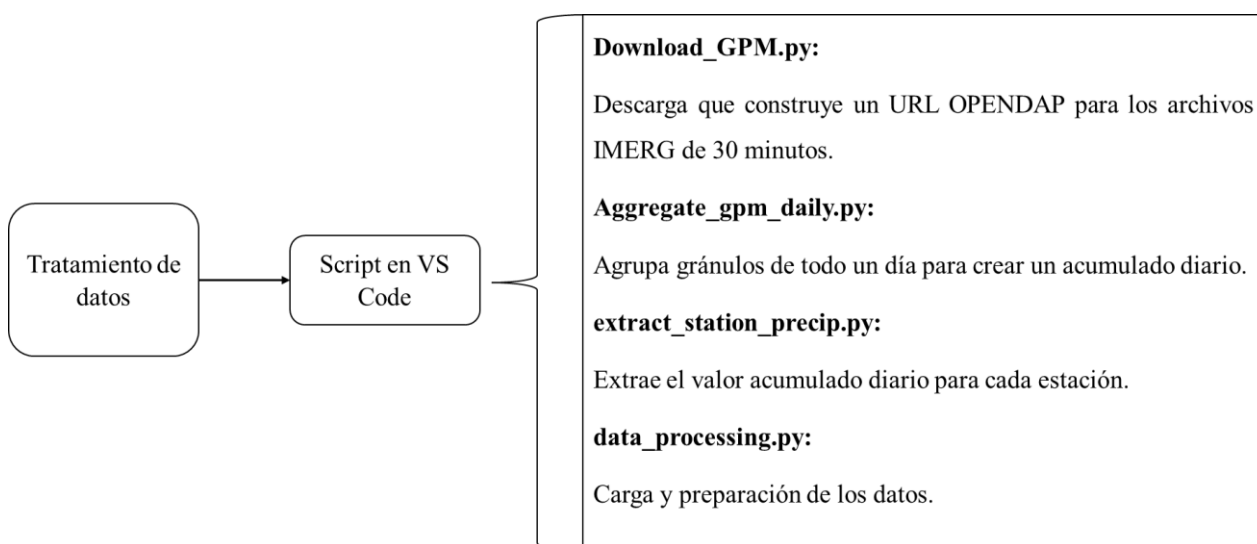 Tratamiento de
datos
Script en VS
Code
Download_GPM.py:
Descarga que construye un URL OPENDAP para los archivos
IMERG de 30 minutos.
Aggregate_gpm_daily.py:
Agrupa gránulos de todo un día para crear un acumulado diario.
extract_station_precip.py:
Extrae el valor acumulado diario para cada estación.
data_processing.py:
Carga y preparación de los datos.